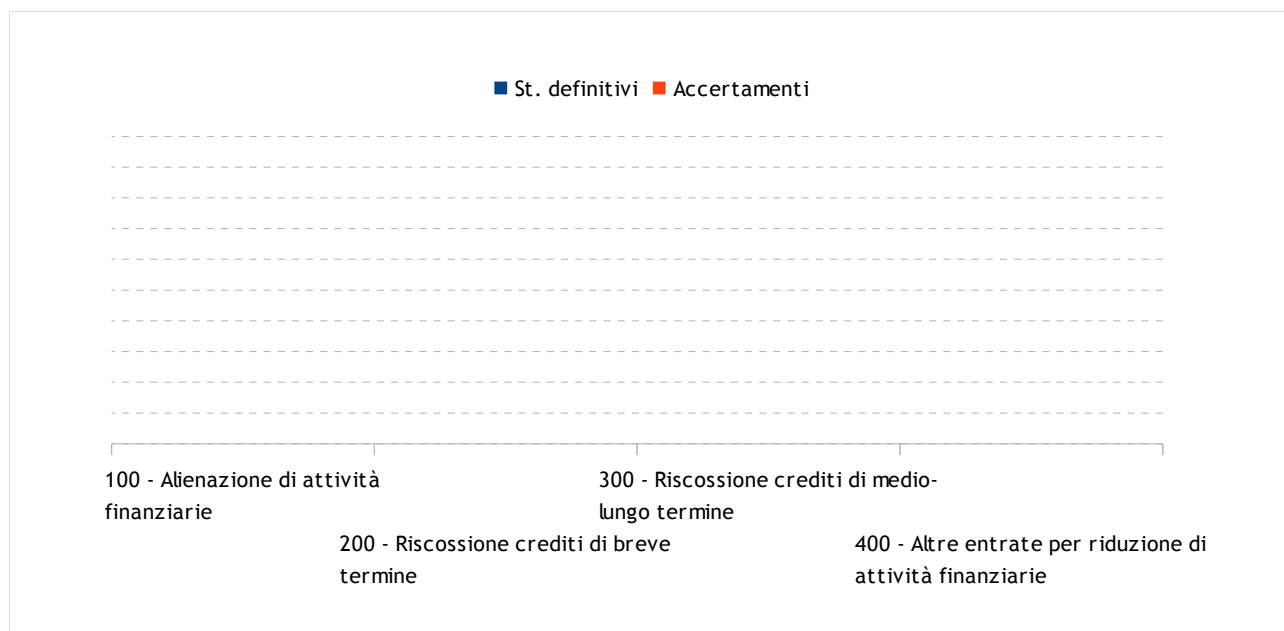 St. definitivi Accertamenti
100 - Alienazione di attività
finanziarie
200 - Riscossione crediti di breve
termine
300 - Riscossione crediti di medio-
lungo termine
400 - Altre entrate per riduzione di
attività finanziarie